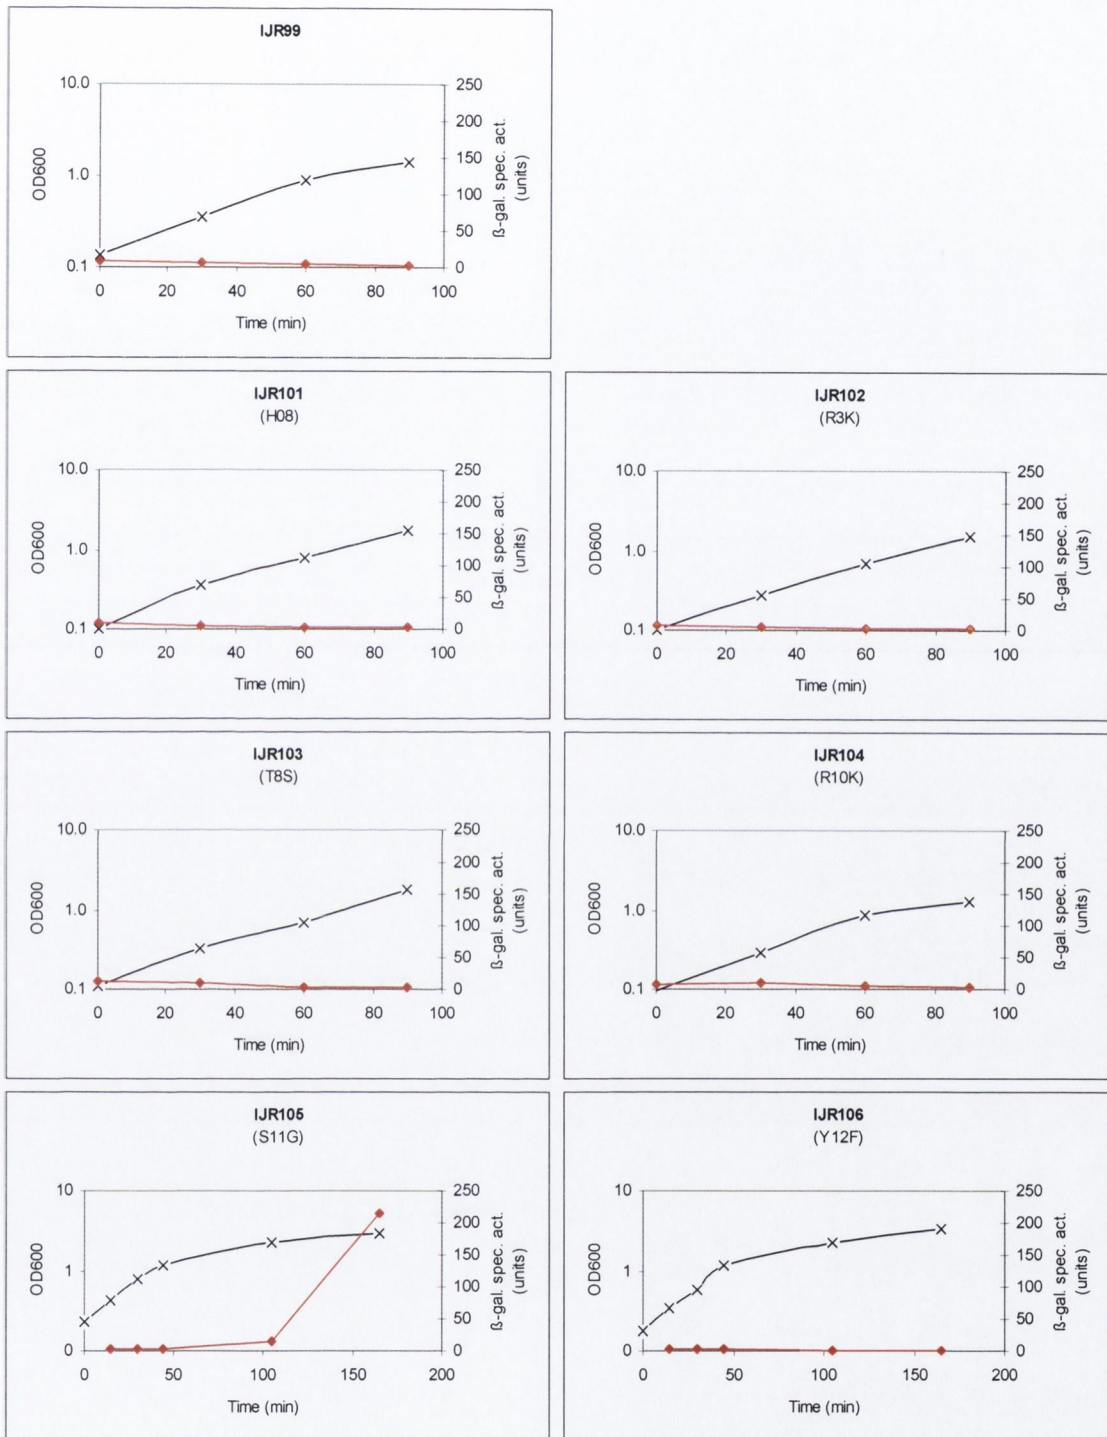 IJR99
10.0
1.0
0.1
OD600
250
200
150
100
50
0
ß-gal. spec. act.
(units)
0 20 40 60 80 100
Time (min)
IJR101
(H08)
10.0
1.0
0.1
OD600
250
200
150
100
50
0
ß-gal. spec. act.
(units)
0 20 40 60 80 100
Time (min)
IJR102
(R3K)
10.0
1.0
0.1
OD600
250
200
150
100
50
0
ß-gal. spec. act.
(units)
0 20 40 60 80 100
Time (min)
IJR103
(T8S)
10.0
1.0
0.1
OD600
250
200
150
100
50
0
ß-gal. spec. act.
(units)
0 20 40 60 80 100
Time (min)
IJR104
(R10K)
10.0
1.0
0.1
OD600
250
200
150
100
50
0
ß-gal. spec. act.
(units)
0 20 40 60 80 100
Time (min)
IJR105
(S11G)
10
1
0
OD600
250
200
150
100
50
0
ß-gal. spec. act.
(units)
0 50 100 150 200
Time (min)
IJR106
(Y12F)
10
1
0
OD600
250
200
150
100
50
0
ß-gal. spec. act.
(units)
0 50 100 150 200
Time (min)